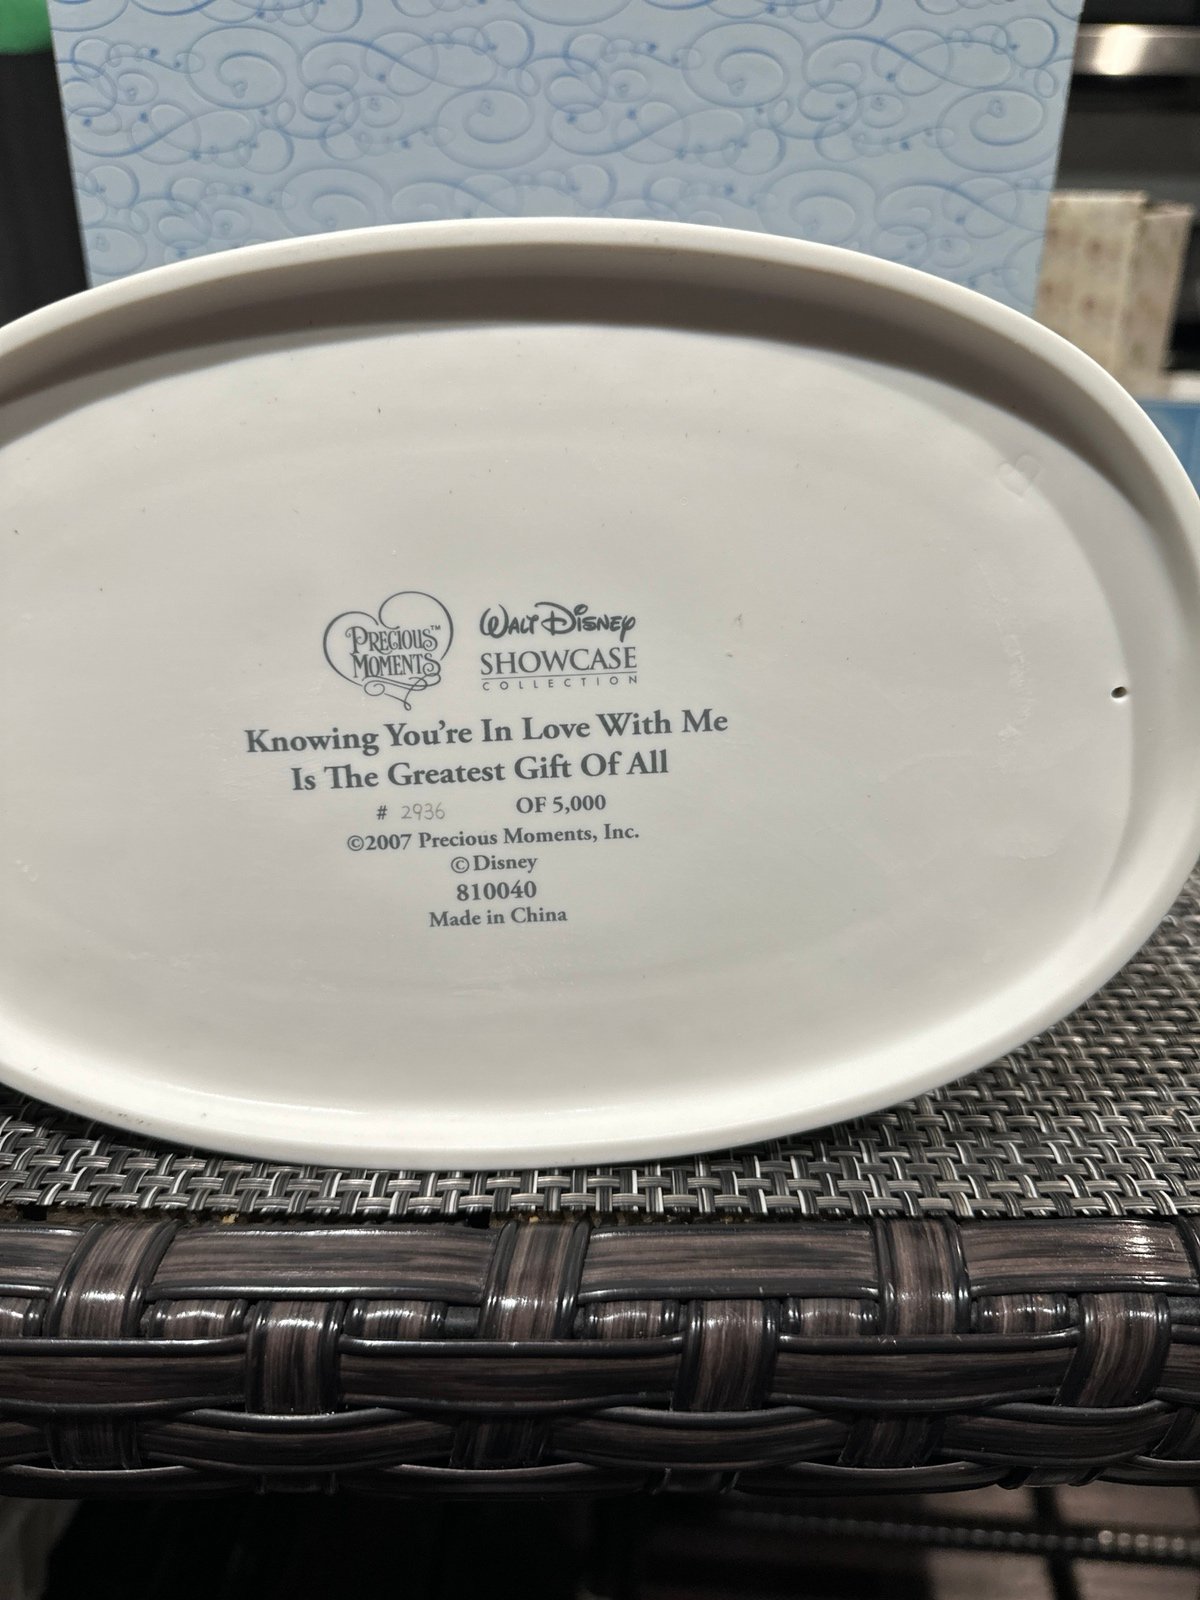 PRECIOUS™
MOMENTS
WALT DISNEY
SHOWCASE
COLLECTION
Knowing You're In Love With Me
Is The Greatest Gift Of All
# 2936 OF 5,000
©2007 Precious Moments, Inc.
©Disney
810040
Made in China